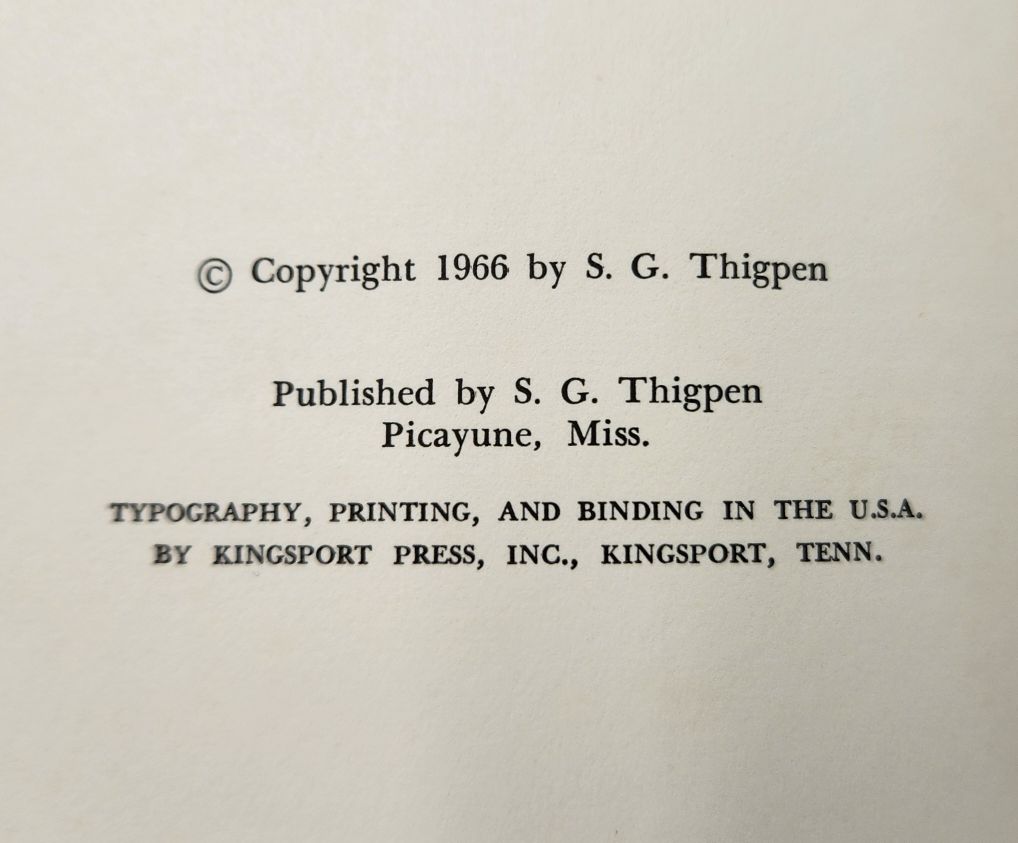 © Copyright 1966 by S. G. Thigpen
Published by S. G. Thigpen
Picayune, Miss.
TYPOGRAPHY, PRINTING, AND BINDING IN THE U.S.A.
BY KINGSPORT PRESS, INC., KINGSPORT, TENN.